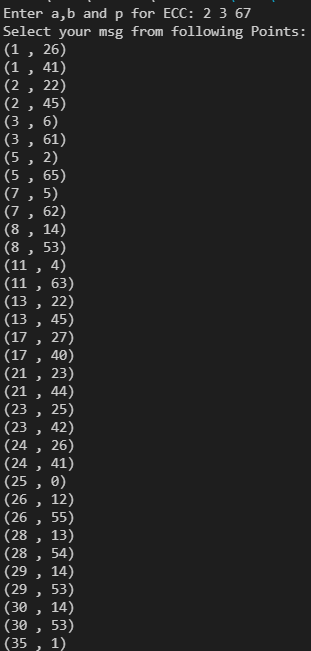 Enter a,b and p for ECC: 2 3 67
Select your msg from following Points:
(1 , 26)
(1 , 41)
(2 , 22)
(2 , 45)
(3 , 6)
(3 , 61)
(5 , 2)
(5 , 65)
(7 , 5)
(7 , 62)
(8 , 14)
(8 , 53)
(11 , 4)
(11 , 63)
(13 , 22)
(13 , 45)
(17 , 27)
(17 , 40)
(21 , 23)
(21 , 44)
(23 , 25)
(23 , 42)
(24 , 26)
(24 , 41)
(25 , 0)
(26 , 12)
(26 , 55)
(28 , 13)
(28 , 54)
(29 , 14)
(29 , 53)
(30 , 14)
(30 , 53)
(35 , 1)